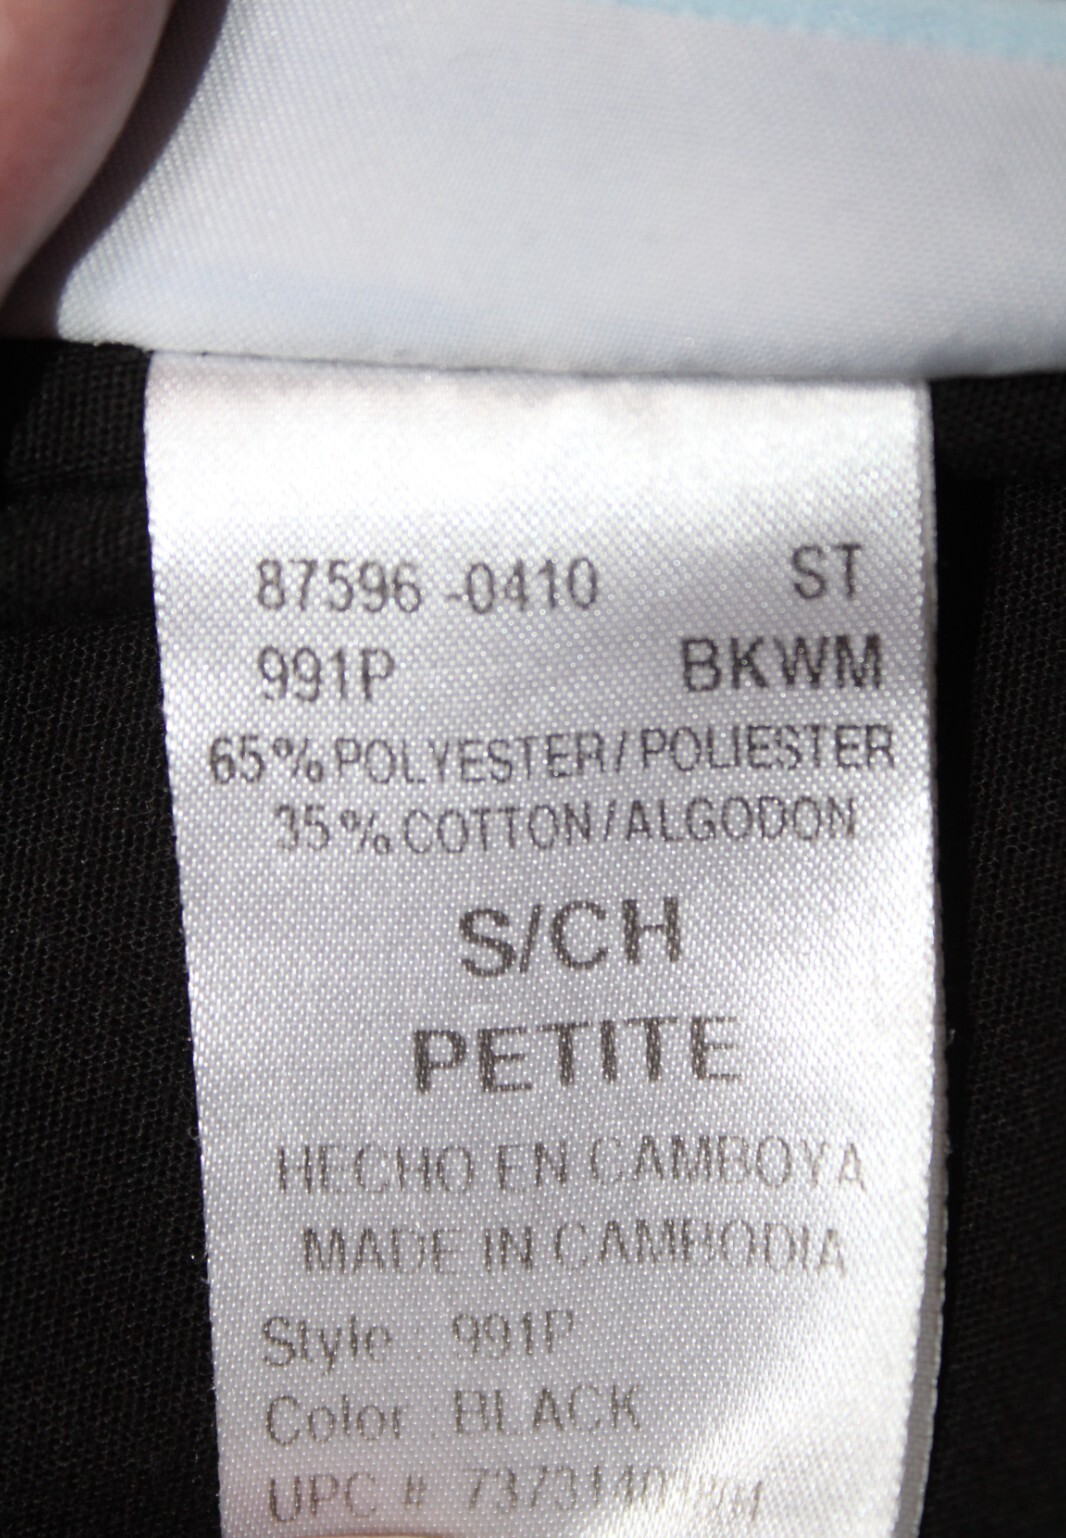 87596 -0410 ST
991P BKWM
65% POLYESTER/POLIESTER
35% COTTON/ALGODON
S/CH
PETITE
HECHO EN CAMBOYA
MADE IN CAMBODIA
Style : 991P
Color : BLACK
UPC #